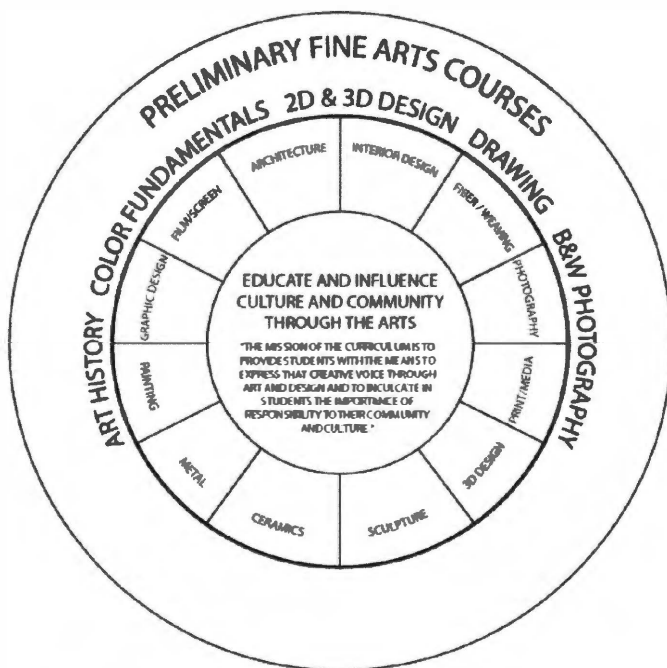 PRELIMINARY FINE ARTS COURSES
ART HISTORY COLOR FUNDAMENTALS 2D & 3D DESIGN DRAWING B&W PHOTOGRAPHY
ARCHITECTURE
INTERIOR DESIGN
FIBER / WEAVING
PHOTOGRAPHY
PRINT/MEDIA
3D DESIGN
SCULPTURE
CERAMICS
METAL
PAINTING
GRAPHIC DESIGN
FILM/SCREEN
EDUCATE AND INFLUENCE
CULTURE AND COMMUNITY
THROUGH THE ARTS
"THE MISSION OF THE CURRICULUM IS TO
PROVIDE STUDENTS WITH THE MEANS TO
EXPRESS THAT CREATIVE VOICE THROUGH
ART AND DESIGN AND TO INCULCATE IN
STUDENTS THE IMPORTANCE OF
RESPONSIBILITY TO THEIR COMMUNITY
AND CULTURE."